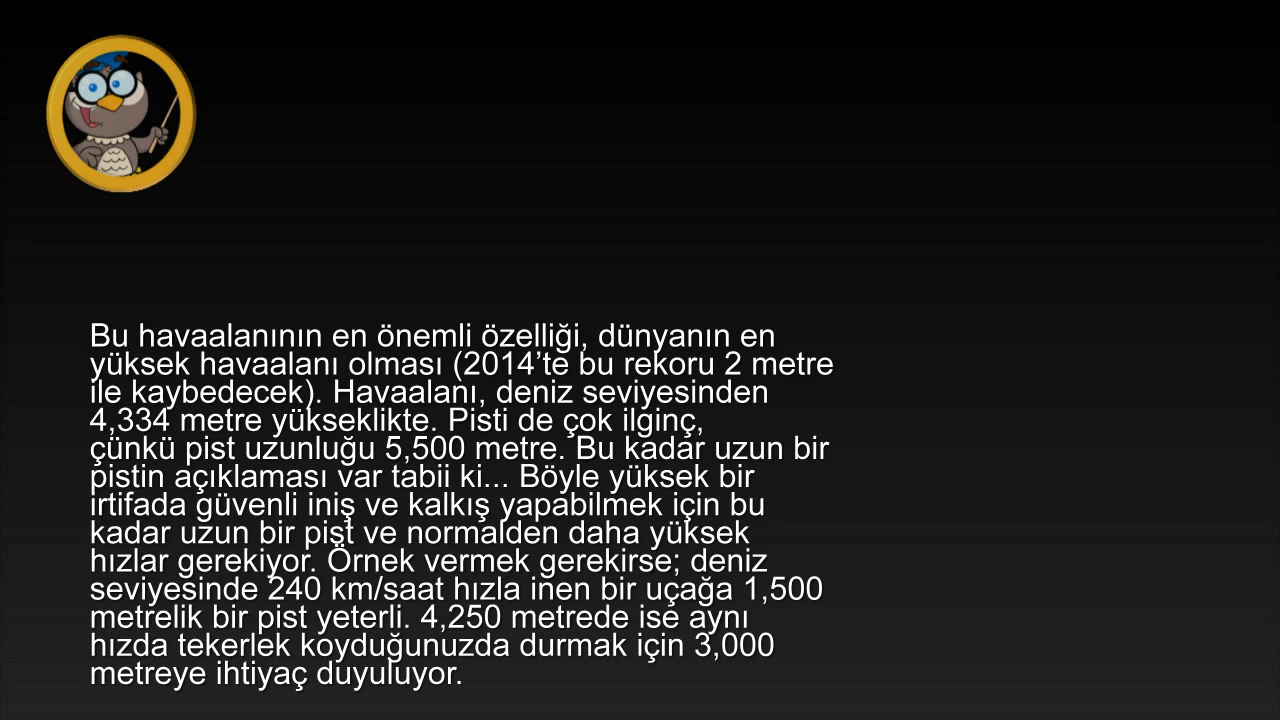 Bu havaalanının en önemli özelliği, dünyanın en
yüksek havaalanı olması (2014’te bu rekoru 2 metre
ile kaybedecek). Havaalanı, deniz seviyesinden
4,334 metre yükseklikte. Pisti de çok ilginç,
çünkü pist uzunluğu 5,500 metre. Bu kadar uzun bir
pistin açıklaması var tabii ki... Böyle yüksek bir
irtifada güvenli iniş ve kalkış yapabilmek için bu
kadar uzun bir pist ve normalden daha yüksek
hızlar gerekiyor. Örnek vermek gerekirse; deniz
seviyesinde 240 km/saat hızla inen bir uçağa 1,500
metrelik bir pist yeterli. 4,250 metrede ise aynı
hızda tekerlek koyduğunuzda durmak için 3,000
metreye ihtiyaç duyuluyor.